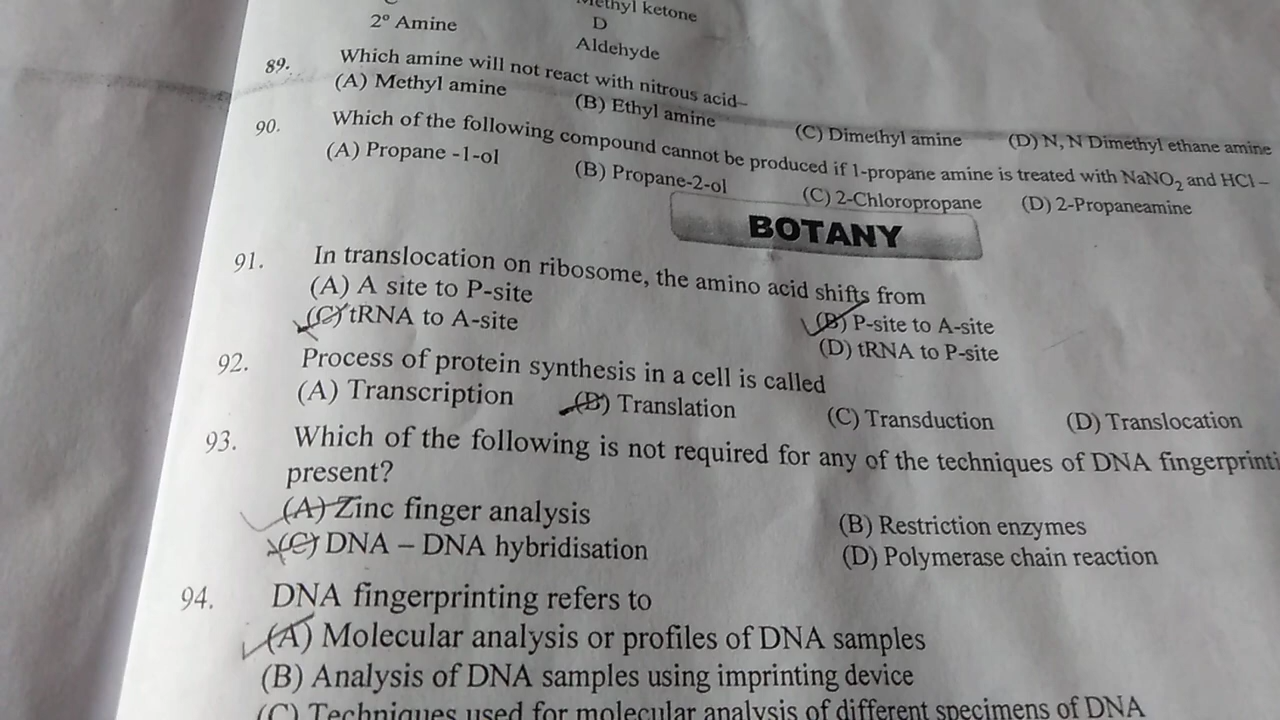 Methyl ketone
2° Amine
D
Aldehyde
89. Which amine will not react with nitrous acid–
(A) Methyl amine (B) Ethyl amine (C) Dimethyl amine (D) N, N Dimethyl ethane amine
90. Which of the following compound cannot be produced if 1-propane amine is treated with NaNO₂ and HCl –
(A) Propane -1-ol (B) Propane-2-ol (C) 2-Chloropropane (D) 2-Propaneamine
BOTANY
91. In translocation on ribosome, the amino acid shifts from
(A) A site to P-site (B) P-site to A-site
(C) tRNA to A-site (D) tRNA to P-site
92. Process of protein synthesis in a cell is called
(A) Transcription (B) Translation (C) Transduction (D) Translocation
93. Which of the following is not required for any of the techniques of DNA fingerprinti
present?
(A) Zinc finger analysis (B) Restriction enzymes
(C) DNA – DNA hybridisation (D) Polymerase chain reaction
94. DNA fingerprinting refers to
(A) Molecular analysis or profiles of DNA samples
(B) Analysis of DNA samples using imprinting device
(C) Techniques used for molecular analysis of different specimens of DNA